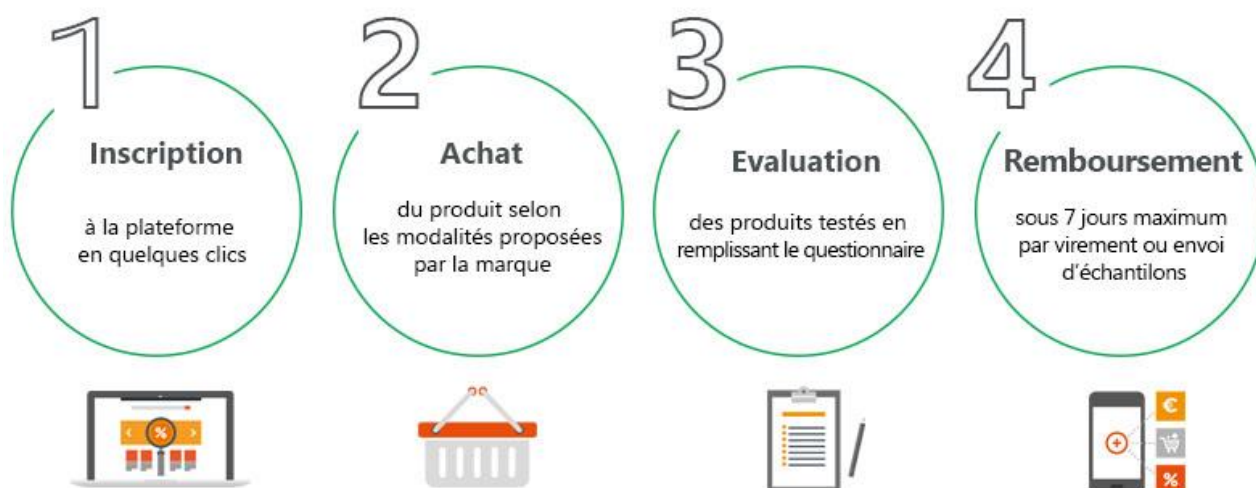 1
Inscription
à la plateforme
en quelques clics
2
Achat
du produit selon
les modalités proposées
par la marque
3
Evaluation
des produits testés en
remplissant le questionnaire
4
Remboursement
sous 7 jours maximum
par virement ou envoi
d'échantilons
%
€
%